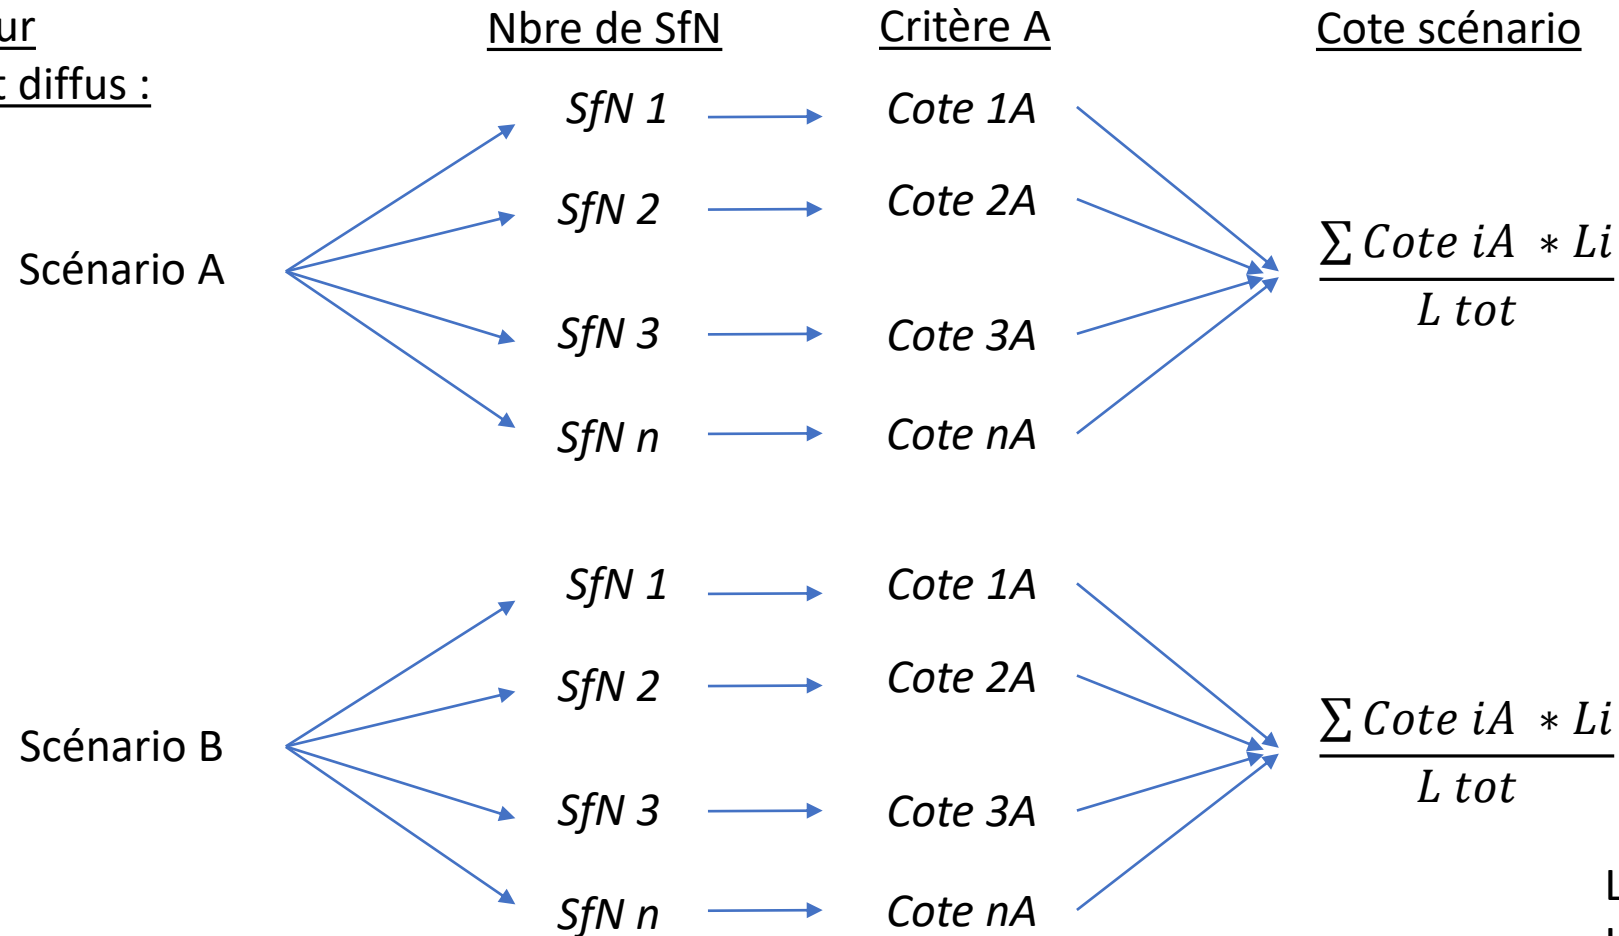 ur
t diffus :
Nbre de SfN
Critère A
Cote scénario
Scénario A
SfN 1
Cote 1A
SfN 2
Cote 2A
SfN 3
Cote 3A
SfN n
Cote nA
∑ Cote iA * Li
L tot
Scénario B
SfN 1
Cote 1A
SfN 2
Cote 2A
SfN 3
Cote 3A
SfN n
Cote nA
∑ Cote iA * Li
L tot
L